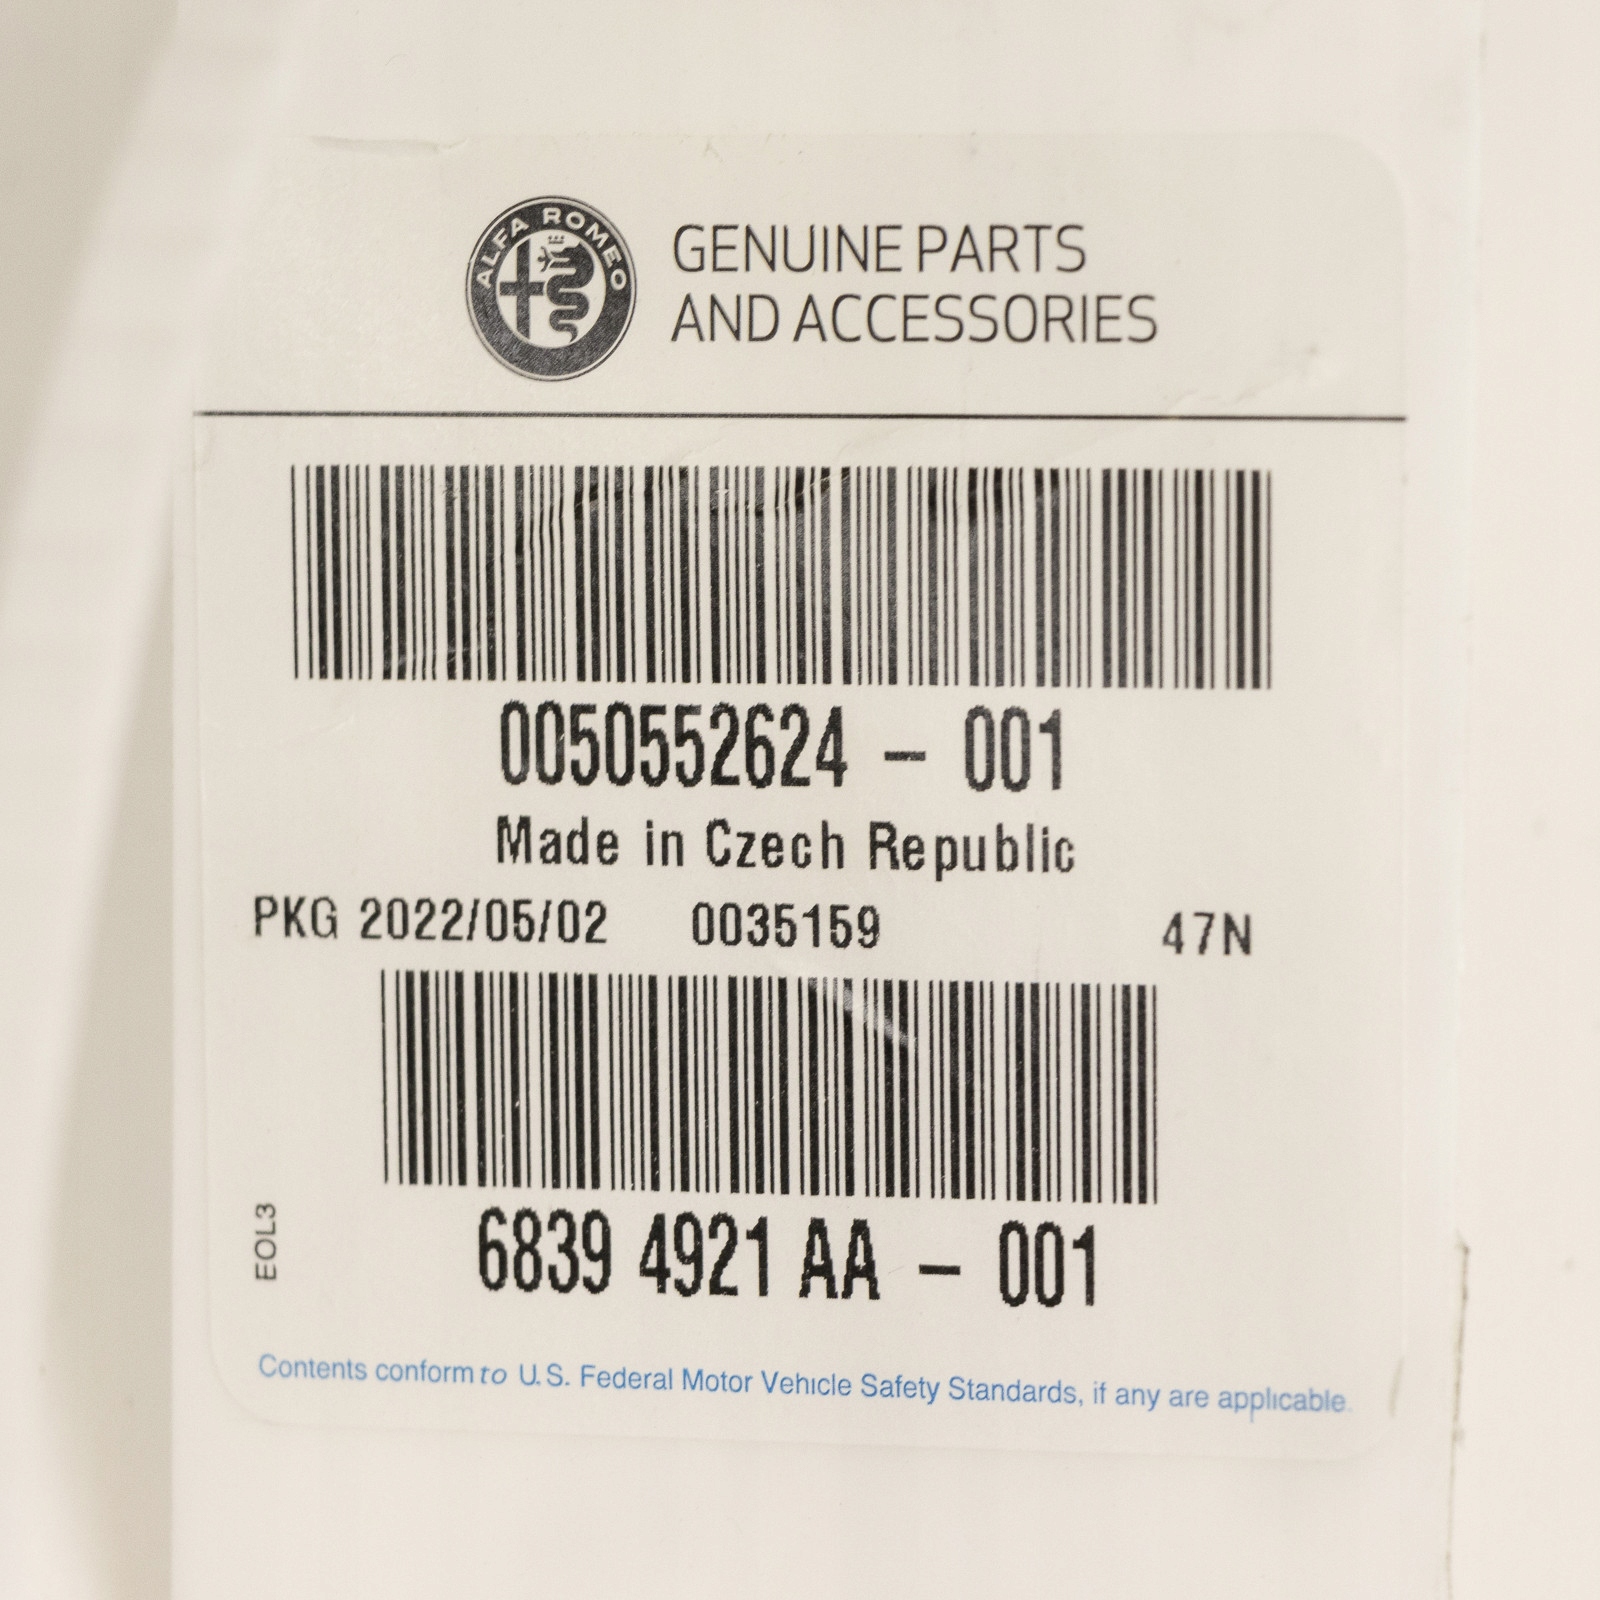 ALFA ROMEO
GENUINE PARTS
AND ACCESSORIES
0050552624 - 001
Made in Czech Republic
PKG 2022/05/02 0035159 47N
EOL3
6839 4921 AA - 001
Contents conform to U.S. Federal Motor Vehicle Safety Standards, if any are applicable.